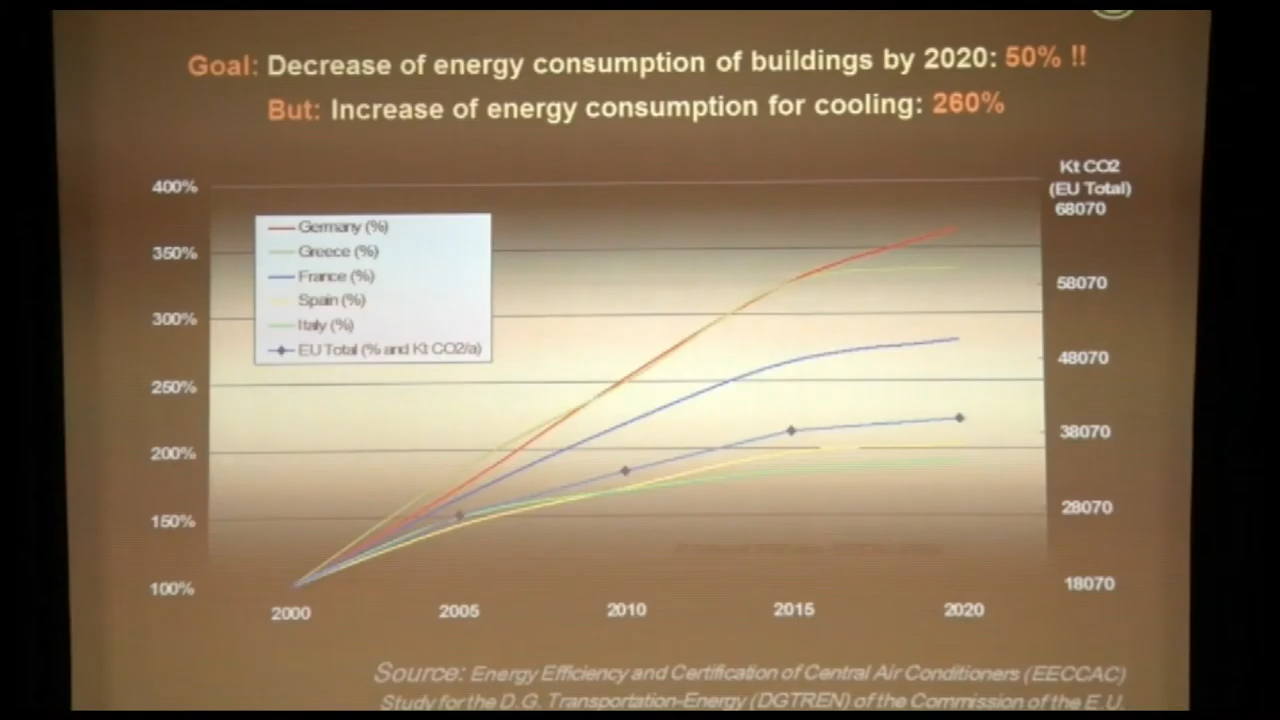 Goal: Decrease of energy consumption of buildings by 2020: 50% !!
But: Increase of energy consumption for cooling: 260%
Kt CO2
(EU Total)
400%
350%
300%
250%
200%
150%
100%
Germany (%)
Greece (%)
France (%)
Spain (%)
Italy (%)
EU Total (% and Kt CO2/a)
68070
58070
48070
38070
28070
18070
2000 2005 2010 2015 2020
Source: Energy Efficiency and Certification of Central Air Conditioners (EECCAC)
Study for the D.G. Transportation-Energy (DGTREN) of the Commission of the E.U.